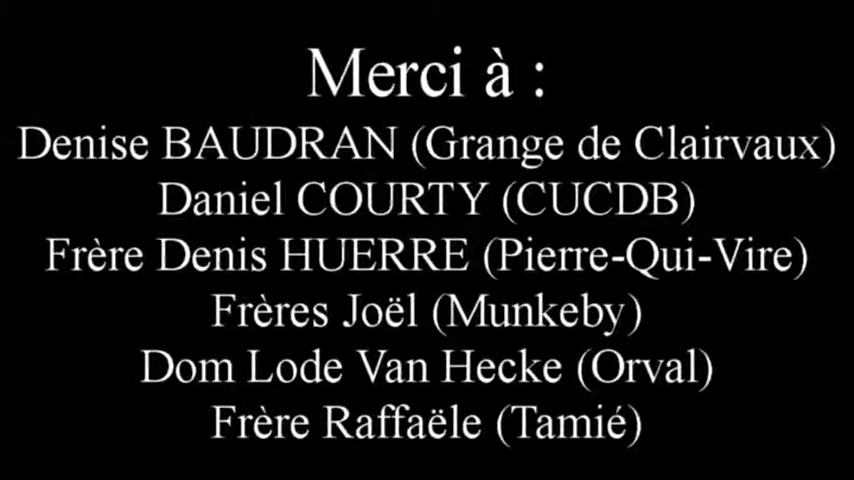 Merci à :
Denise BAUDRAN (Grange de Clairvaux)
Daniel COURTY (CUCDB)
Frère Denis HUERRE (Pierre-Qui-Vire)
Frères Joël (Munkeby)
Dom Lode Van Hecke (Orval)
Frère Raffaële (Tamié)